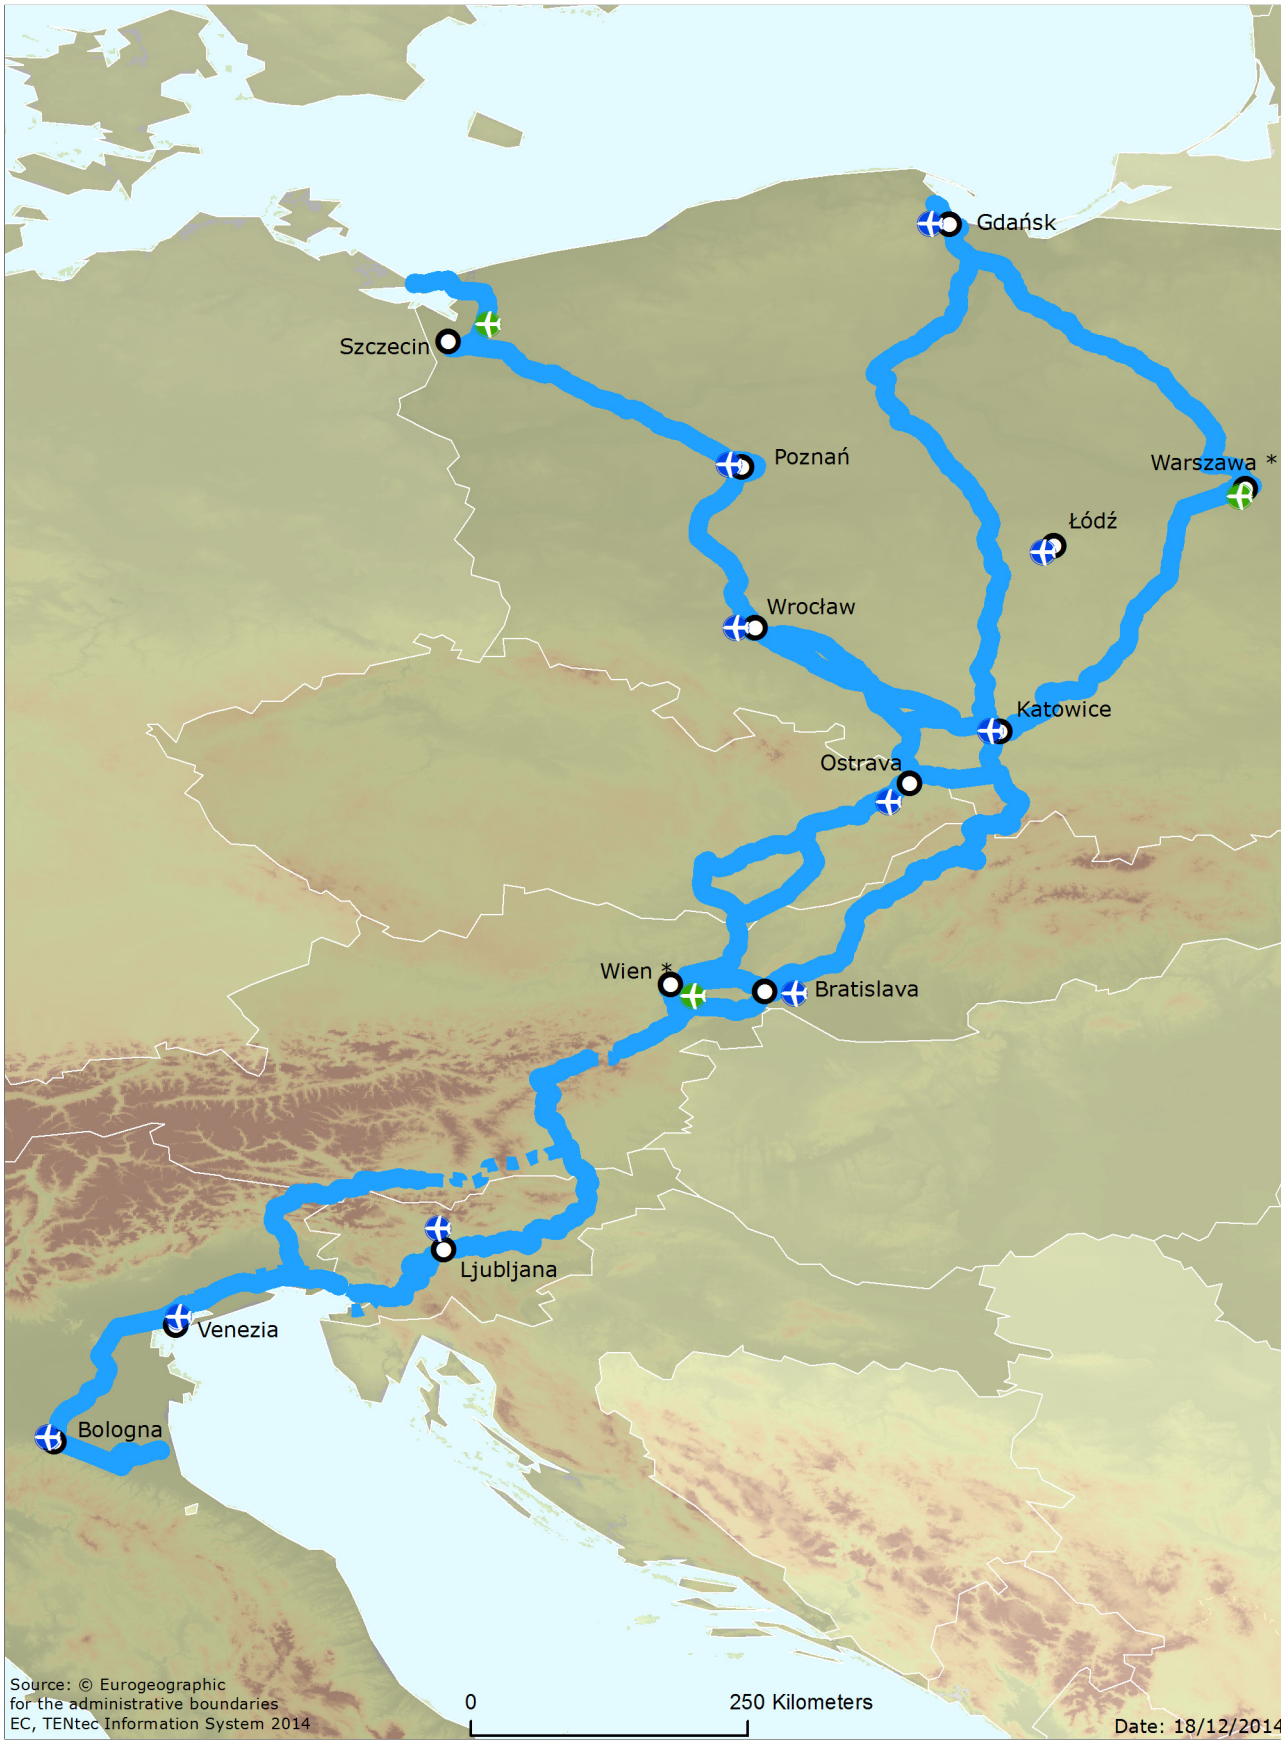 Gdańsk
Szczecin
Poznań
Warszawa *
Łódź
Wrocław
Katowice
Ostrava
Wien *
Bratislava
Ljubljana
Venezia
Bologna
Source: © Eurogeographic
for the administrative boundaries
EC, TENtec Information System 2014
0 250 Kilometers
Date: 18/12/2014